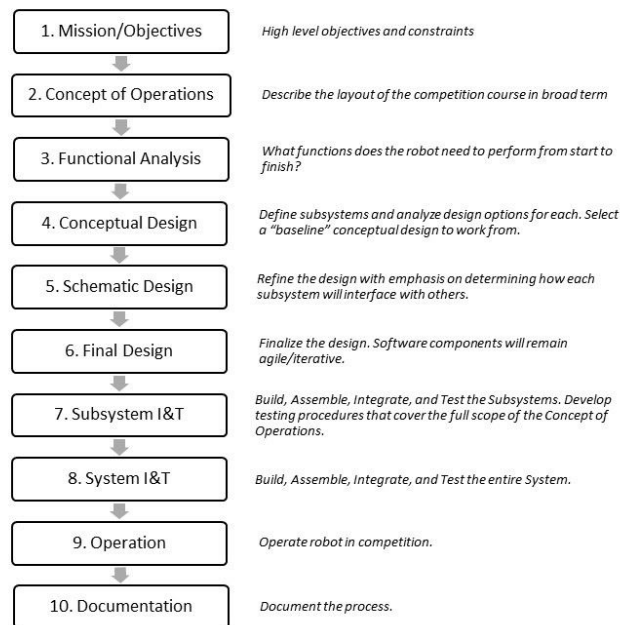 1. Mission/Objectives
High level objectives and constraints
2. Concept of Operations
Describe the layout of the competition course in broad term
3. Functional Analysis
What functions does the robot need to perform from start to
finish?
4. Conceptual Design
Define subsystems and analyze design options for each. Select
a “baseline” conceptual design to work from.
5. Schematic Design
Refine the design with emphasis on determining how each
subsystem will interface with others.
6. Final Design
Finalize the design. Software components will remain
agile/iterative.
7. Subsystem I&T
Build, Assemble, Integrate, and Test the Subsystems. Develop
testing procedures that cover the full scope of the Concept of
Operations.
8. System I&T
Build, Assemble, Integrate, and Test the entire System.
9. Operation
Operate robot in competition.
10. Documentation
Document the process.